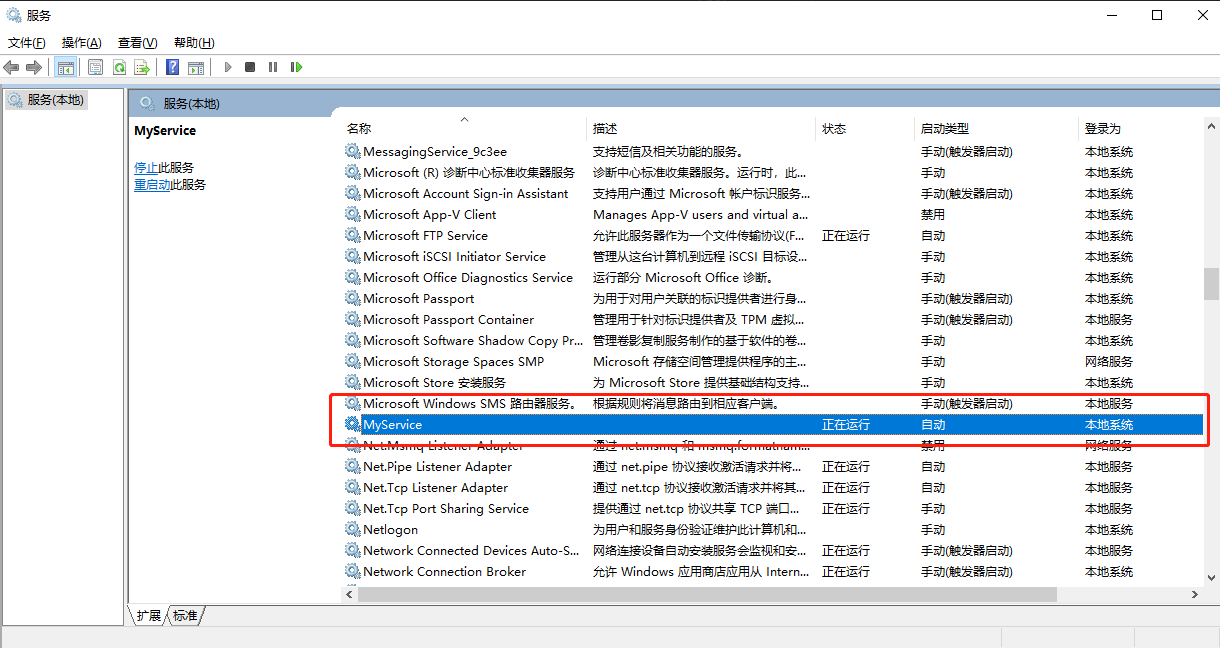 服务
文件(F) 操作(A) 查看(V) 帮助(H)
服务(本地)
服务(本地)
MyService
停止此服务
重启动此服务
名称 描述 状态 启动类型 登录为
MessagingService_9c3ee 支持短信及相关功能的服务。 手动(触发器启动) 本地系统
Microsoft (R) 诊断中心标准收集器服务 诊断中心标准收集器服务。运行时，此... 手动 本地系统
Microsoft Account Sign-in Assistant 支持用户通过 Microsoft 帐户标识服务... 手动(触发器启动) 本地系统
Microsoft App-V Client Manages App-V users and virtual a... 禁用 本地系统
Microsoft FTP Service 允许此服务器作为一个文件传输协议(F... 正在运行 自动 本地系统
Microsoft iSCSI Initiator Service 管理从这台计算机到远程 iSCSI 目标设... 手动 本地系统
Microsoft Office Diagnostics Service 运行部分 Microsoft Office 诊断。 手动 本地系统
Microsoft Passport 为用于对用户关联的标识提供者进行身... 手动(触发器启动) 本地系统
Microsoft Passport Container 管理用于针对标识提供者及 TPM 虚拟... 手动(触发器启动) 本地服务
Microsoft Software Shadow Copy Pr... 管理卷影复制服务制作的基于软件的卷... 手动 本地系统
Microsoft Storage Spaces SMP Microsoft 存储空间管理提供程序的主... 手动 网络服务
Microsoft Store 安装服务 为 Microsoft Store 提供基础结构支持... 手动 本地系统
Microsoft Windows SMS 路由器服务。 根据规则将消息路由到相应客户端。 手动(触发器启动) 本地服务
MyService 正在运行 自动 本地系统
Net.Msmq Listener Adapter 通过 net.msmq 和 msmq.formatnam... 禁用 网络服务
Net.Pipe Listener Adapter 通过 net.pipe 协议接收激活请求并将... 正在运行 自动 本地服务
Net.Tcp Listener Adapter 通过 net.tcp 协议接收激活请求并将其... 正在运行 自动 本地服务
Net.Tcp Port Sharing Service 提供通过 net.tcp 协议共享 TCP 端口... 正在运行 手动 本地服务
Netlogon 为用户和服务身份验证维护此计算机和... 手动 本地系统
Network Connected Devices Auto-S... 网络连接设备自动安装服务会监视和安... 正在运行 手动(触发器启动) 本地服务
Network Connection Broker 允许 Windows 应用商店应用从 Intern... 正在运行 手动(触发器启动) 本地系统
扩展 标准